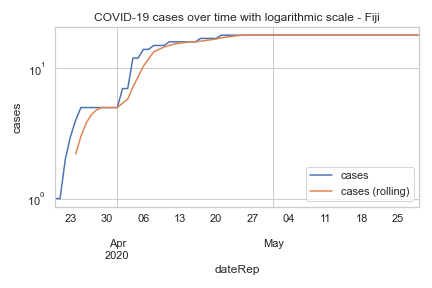 COVID-19 cases over time with logarithmic scale - Fiji
10¹
10⁰
cases
cases
cases (rolling)
23 30 06 13 20 27 04 11 18 25
Apr May
2020
dateRep